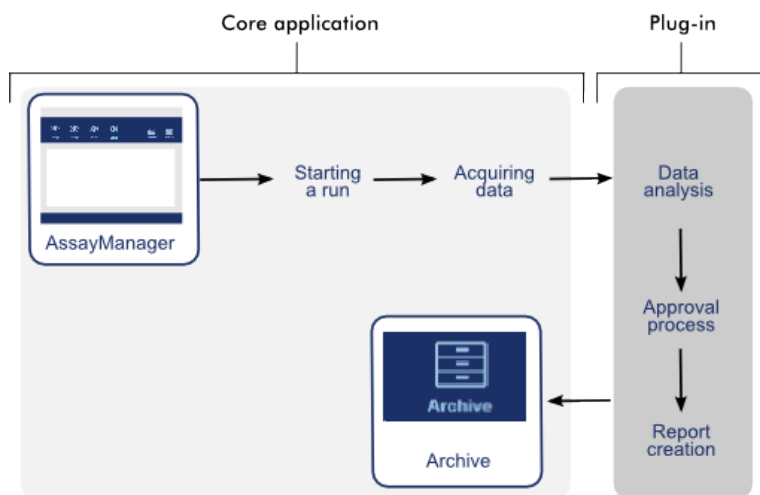 Core application
Plug-in
AssayManager
Starting
a run
Acquiring
data
Data
analysis
Approval
process
Report
creation
Archive
Archive